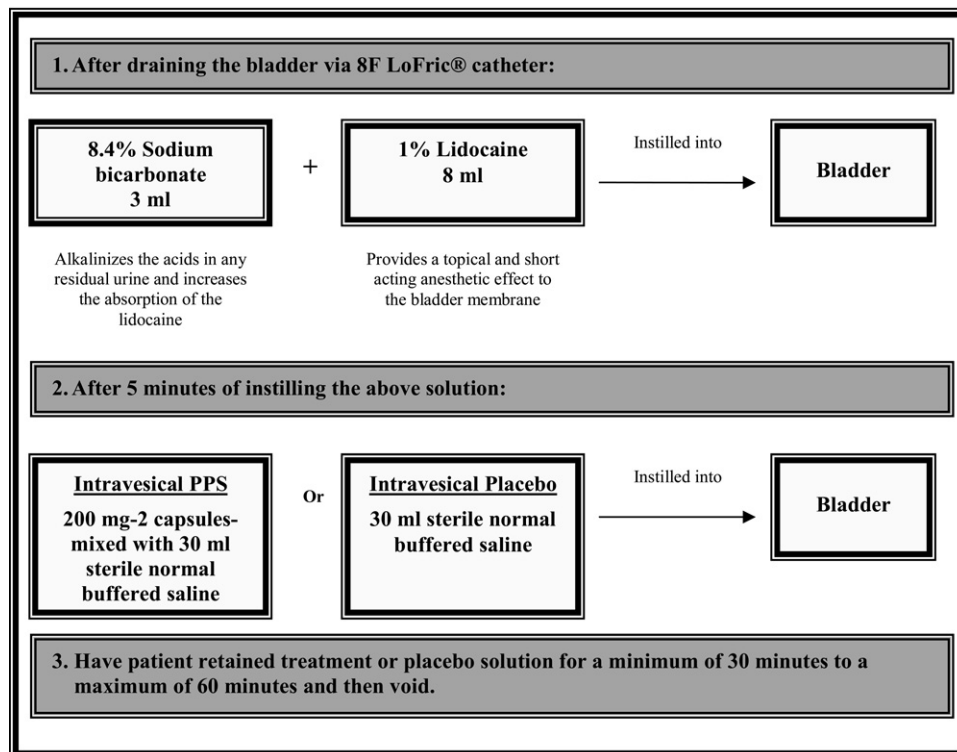 1. After draining the bladder via 8F LoFric® catheter:
8.4% Sodium
bicarbonate
3 ml
+
1% Lidocaine
8 ml
Instilled into
Bladder
Alkalinizes the acids in any
residual urine and increases
the absorption of the
lidocaine
Provides a topical and short
acting anesthetic effect to
the bladder membrane
2. After 5 minutes of instilling the above solution:
Intravesical PPS
200 mg-2 capsules-
mixed with 30 ml
sterile normal
buffered saline
Or
Intravesical Placebo
30 ml sterile normal
buffered saline
Instilled into
Bladder
3. Have patient retained treatment or placebo solution for a minimum of 30 minutes to a
maximum of 60 minutes and then void.